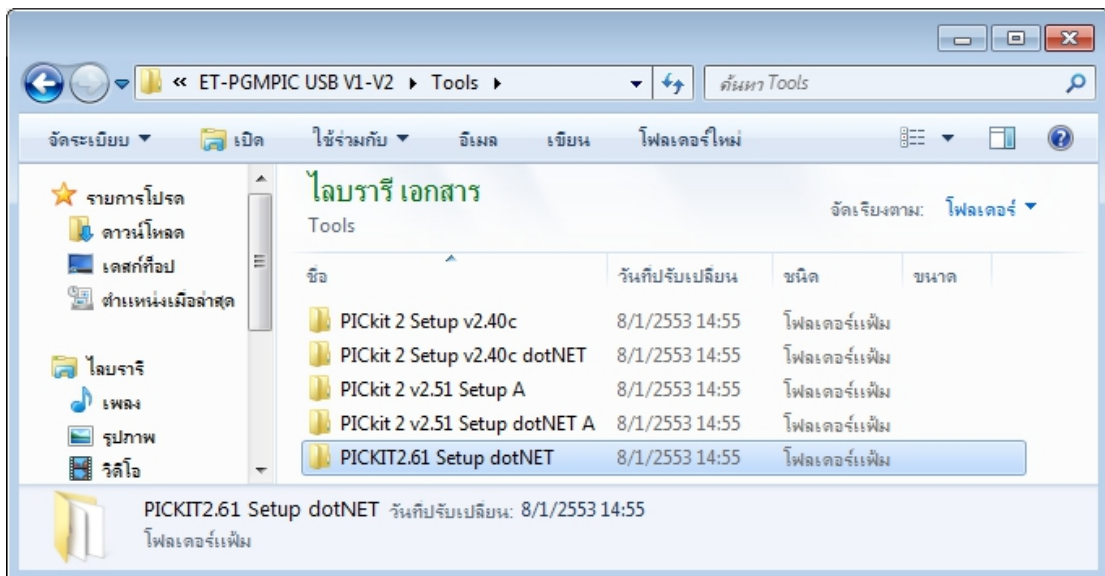 « ET-PGMPIC USB V1-V2 ▸ Tools ▸ ค้นหา Tools
จัดระเบียบ เปิด ใช้ร่วมกับ อีเมล เขียน โฟลเดอร์ใหม่
รายการโปรด
ดาวน์โหลด
เดสก์ท็อป
ตำแหน่งเมื่อล่าสุด
ไลบรารี
เพลง
รูปภาพ
วิดีโอ
ไลบรารี เอกสาร
Tools
จัดเรียงตาม: โฟลเดอร์
ชื่อ วันที่ปรับเปลี่ยน ชนิด ขนาด
PICkit 2 Setup v2.40c 8/1/2553 14:55 โฟลเดอร์แฟ้ม
PICkit 2 Setup v2.40c dotNET 8/1/2553 14:55 โฟลเดอร์แฟ้ม
PICkit 2 v2.51 Setup A 8/1/2553 14:55 โฟลเดอร์แฟ้ม
PICkit 2 v2.51 Setup dotNET A 8/1/2553 14:55 โฟลเดอร์แฟ้ม
PICKIT2.61 Setup dotNET 8/1/2553 14:55 โฟลเดอร์แฟ้ม
PICKIT2.61 Setup dotNET วันที่ปรับเปลี่ยน: 8/1/2553 14:55
โฟลเดอร์แฟ้ม